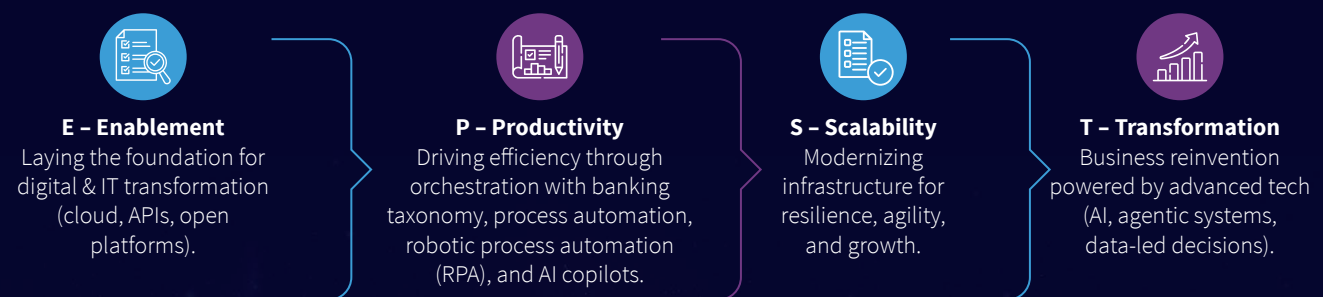 E – Enablement
Laying the foundation for
digital & IT transformation
(cloud, APIs, open
platforms).
P – Productivity
Driving efficiency through
orchestration with banking
taxonomy, process automation,
robotic process automation
(RPA), and AI copilots.
S – Scalability
Modernizing
infrastructure for
resilience, agility,
and growth.
T – Transformation
Business reinvention
powered by advanced tech
(AI, agentic systems,
data-led decisions).